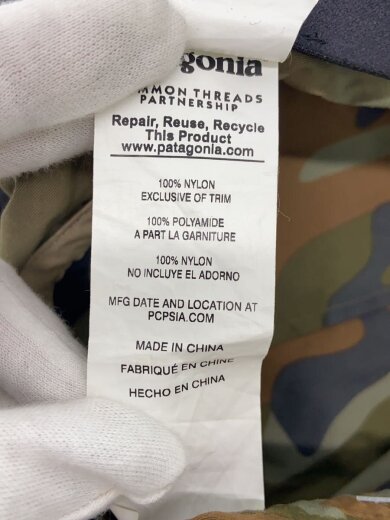 gonia
MMON THREADS
PARTNERSHIP
Repair, Reuse, Recycle
This Product
www.patagonia.com
100% NYLON
EXCLUSIVE OF TRIM
100% POLYAMIDE
A PART LA GARNITURE
100% NYLON
NO INCLUYE EL ADORNO
MFG DATE AND LOCATION AT
PCPSIA.COM
MADE IN CHINA
FABRIQUÉ EN CHINE
HECHO EN CHINA